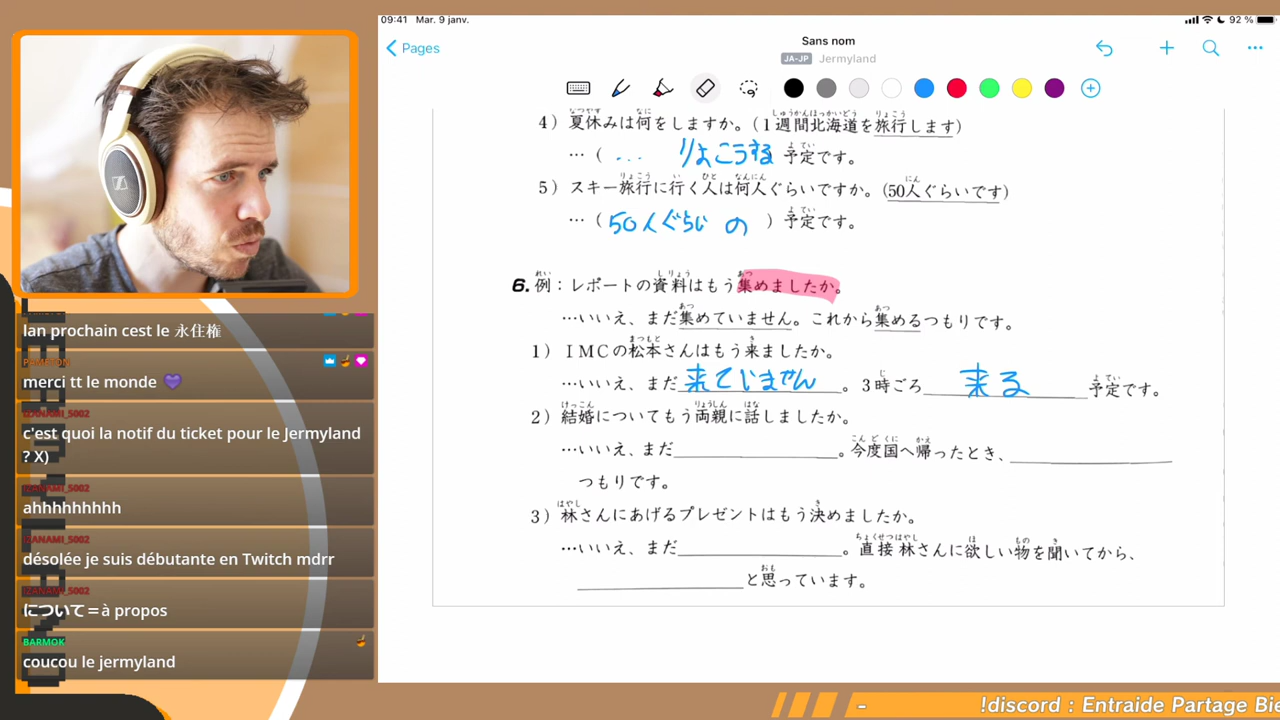 09:41 Mar. 9 janv.
92 %
Pages
Sans nom
JA-JP Jermyland
4）夏休みは何をしますか。（1週間北海道を旅行します）
…（ … りょこうする 予定です。
5）スキー旅行に行く人は何人ぐらいですか。（50人ぐらいです）
…（ 50人ぐらい の ）予定です。
6. 例：レポートの資料はもう集めましたか。
…いいえ、まだ集めていません。これから集めるつもりです。
1）IMCの松本さんはもう来ましたか。
…いいえ、まだ 来ていません 。3時ごろ 来る 予定です。
2）結婚についてもう両親に話しましたか。
…いいえ、まだ＿＿＿＿＿＿。今度国へ帰ったとき、＿＿＿＿＿＿
つもりです。
3）林さんにあげるプレゼントはもう決めましたか。
…いいえ、まだ＿＿＿＿＿＿。直接林さんに欲しい物を聞いてから、
＿＿＿＿＿＿と思っています。
lan prochain cest le 永住権
merci tt le monde 💜
IZANAMI_5002
c'est quoi la notif du ticket pour le Jermyland
? X)
IZANAMI_5002
ahhhhhhhhh
IZANAMI_5002
désolée je suis débutante en Twitch mdrr
IZANAMI_5002
について = à propos
BARMOK
coucou le jermyland
- !discord : Entraide Partage Bie